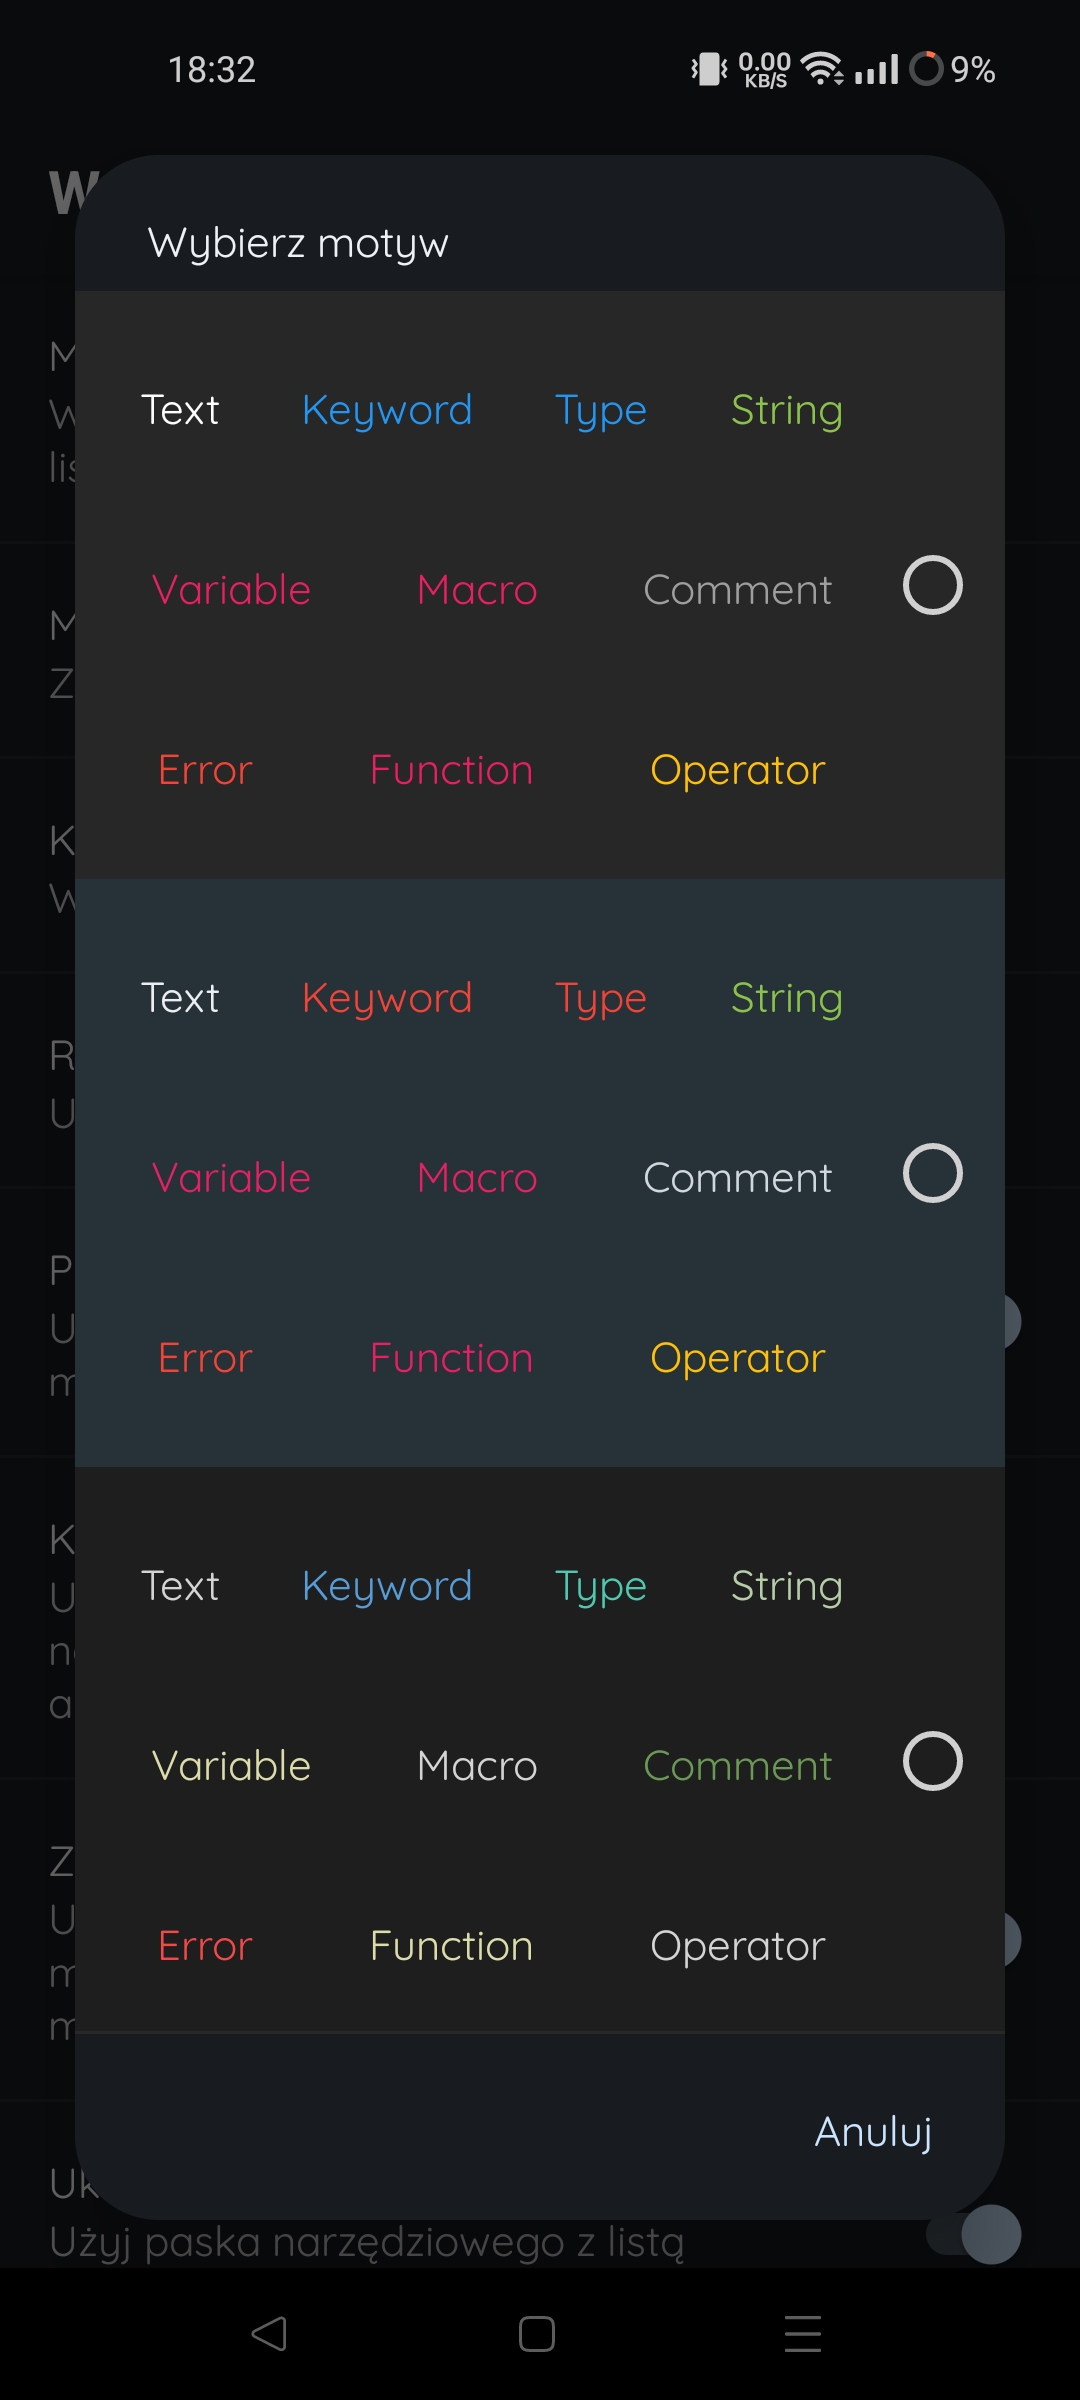 18:32 0.00 KB/S 9%
W
Wybierz motyw
Text Keyword Type String
Variable Macro Comment
Error Function Operator
Text Keyword Type String
Variable Macro Comment
Error Function Operator
Text Keyword Type String
Variable Macro Comment
Error Function Operator
Anuluj
Użyj paska narzędziowego z listą